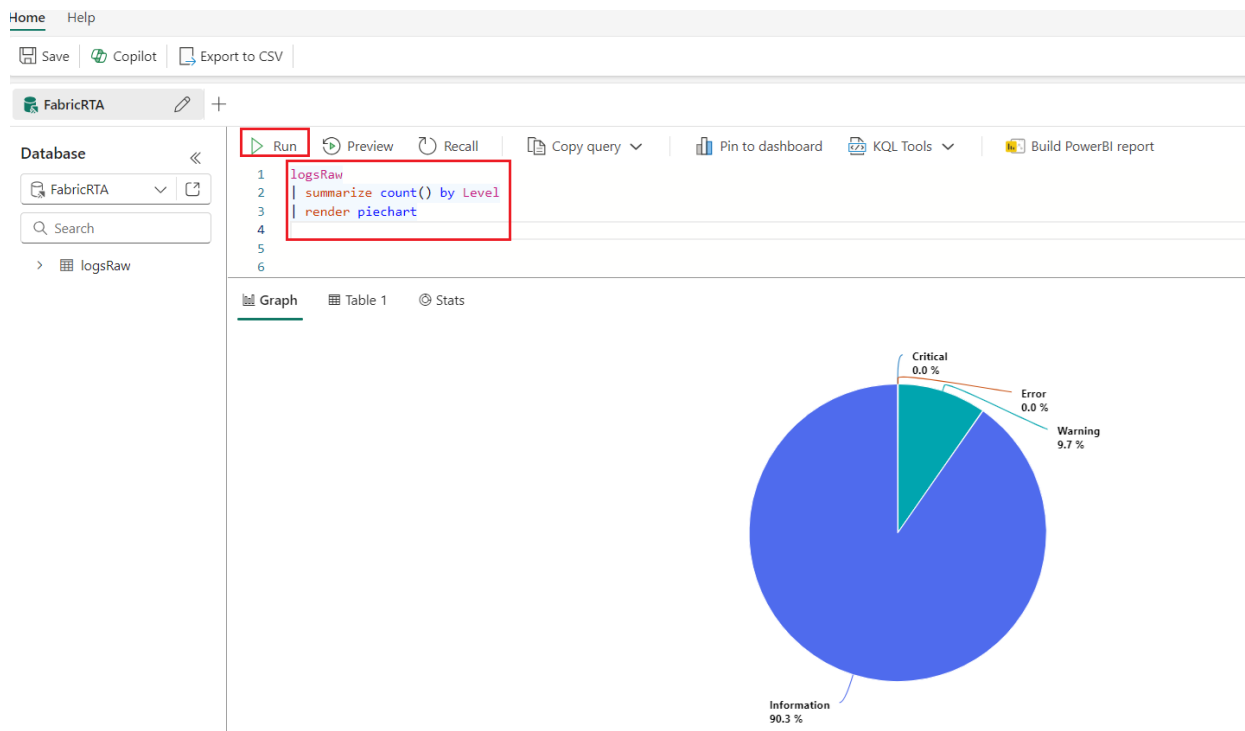 Home Help
Save Copilot Export to CSV
FabricRTA
Database
FabricRTA
Search
logsRaw
Run Preview Recall Copy query Pin to dashboard KQL Tools Build PowerBI report
1 logsRaw
2 | summarize count() by Level
3 | render piechart
4
5
6
Graph Table 1 Stats
Critical
0.0 %
Error
0.0 %
Warning
9.7 %
Information
90.3 %